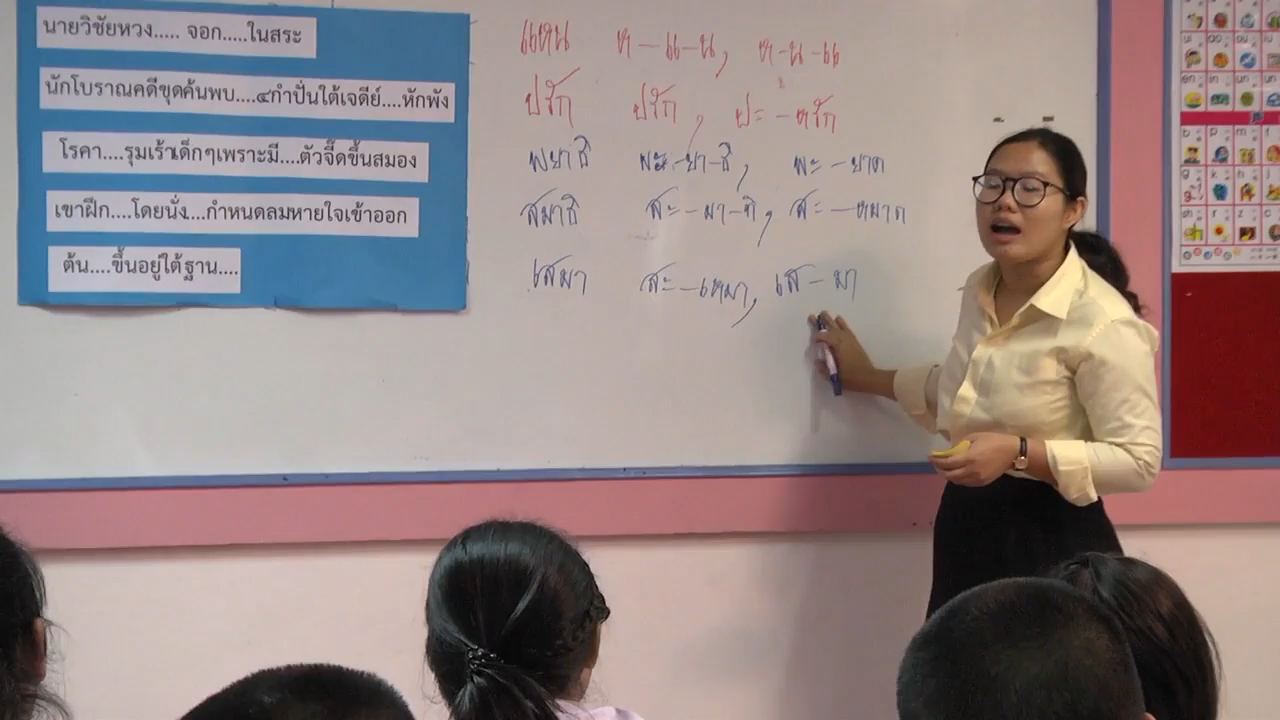 นายวิชัยหวง..... จอก.....ในสระ
นักโบราณคดีขุดค้นพบ....๔กำปั่นใต้เจดีย์....หักพัง
โรคา....รุมเร้าเด็กๆเพราะมี....ตัวจี๊ดขึ้นสมอง
เขาฝึก....โดยนั่ง....กำหนดลมหายใจเข้าออก
ต้น....ขึ้นอยู่ใต้ฐาน....
แหน ห-แ-น, ห-น-แ
ปรัก ปรัก, ปะ-หรัก
พยาธิ พะ-ยา-ธิ, พะ-ยาด
สมาธิ สะ-มา-ทิ, สะ-หมาด
เสมา สะ-เหมา, เส-มา